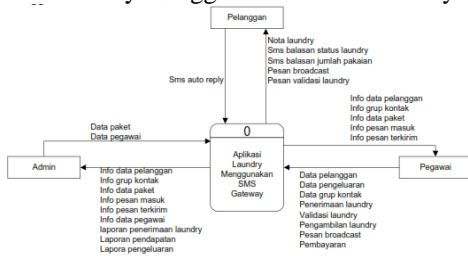 Pelanggan
Nota laundry
Sms balasan status laundry
Sms balasan jumlah pakaian
Pesan broadcast
Pesan validasi laundry
Sms auto reply
Info data pelanggan
Info grup kontak
Info data paket
Info pesan masuk
Info pesan terkirim
Data paket
Data pegawai
0
Aplikasi
Laundry
Menggunakan
SMS
Gateway
Admin
Pegawai
Info data pelanggan
Info grup kontak
Info data paket
Info pesan masuk
Info pesan terkirim
Info data pegawai
laporan penerimaan laundry
Laporan pendapatan
Lapora pengeluaran
Data pelanggan
Data pengeluaran
Data grup kontak
Penerimaan laundry
Validasi laundry
Pengambilan laundry
Pesan broadcast
Pembayaran